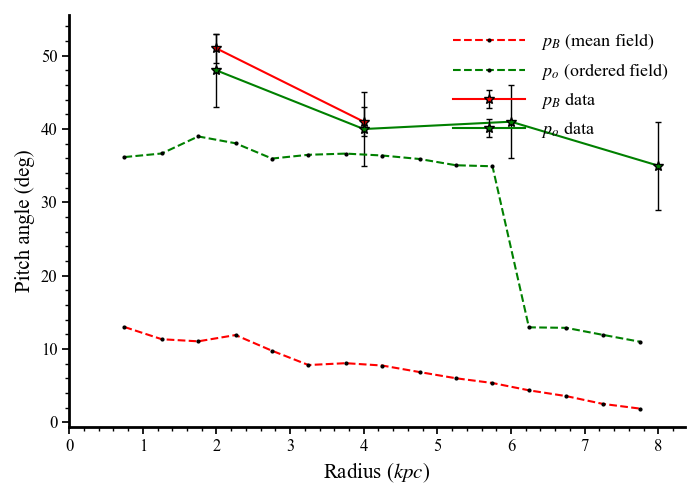 50
40
30
20
10
0
Pitch angle (deg)
p_B (mean field)
p_o (ordered field)
p_B data
p_o data
0 1 2 3 4 5 6 7 8
Radius (kpc)